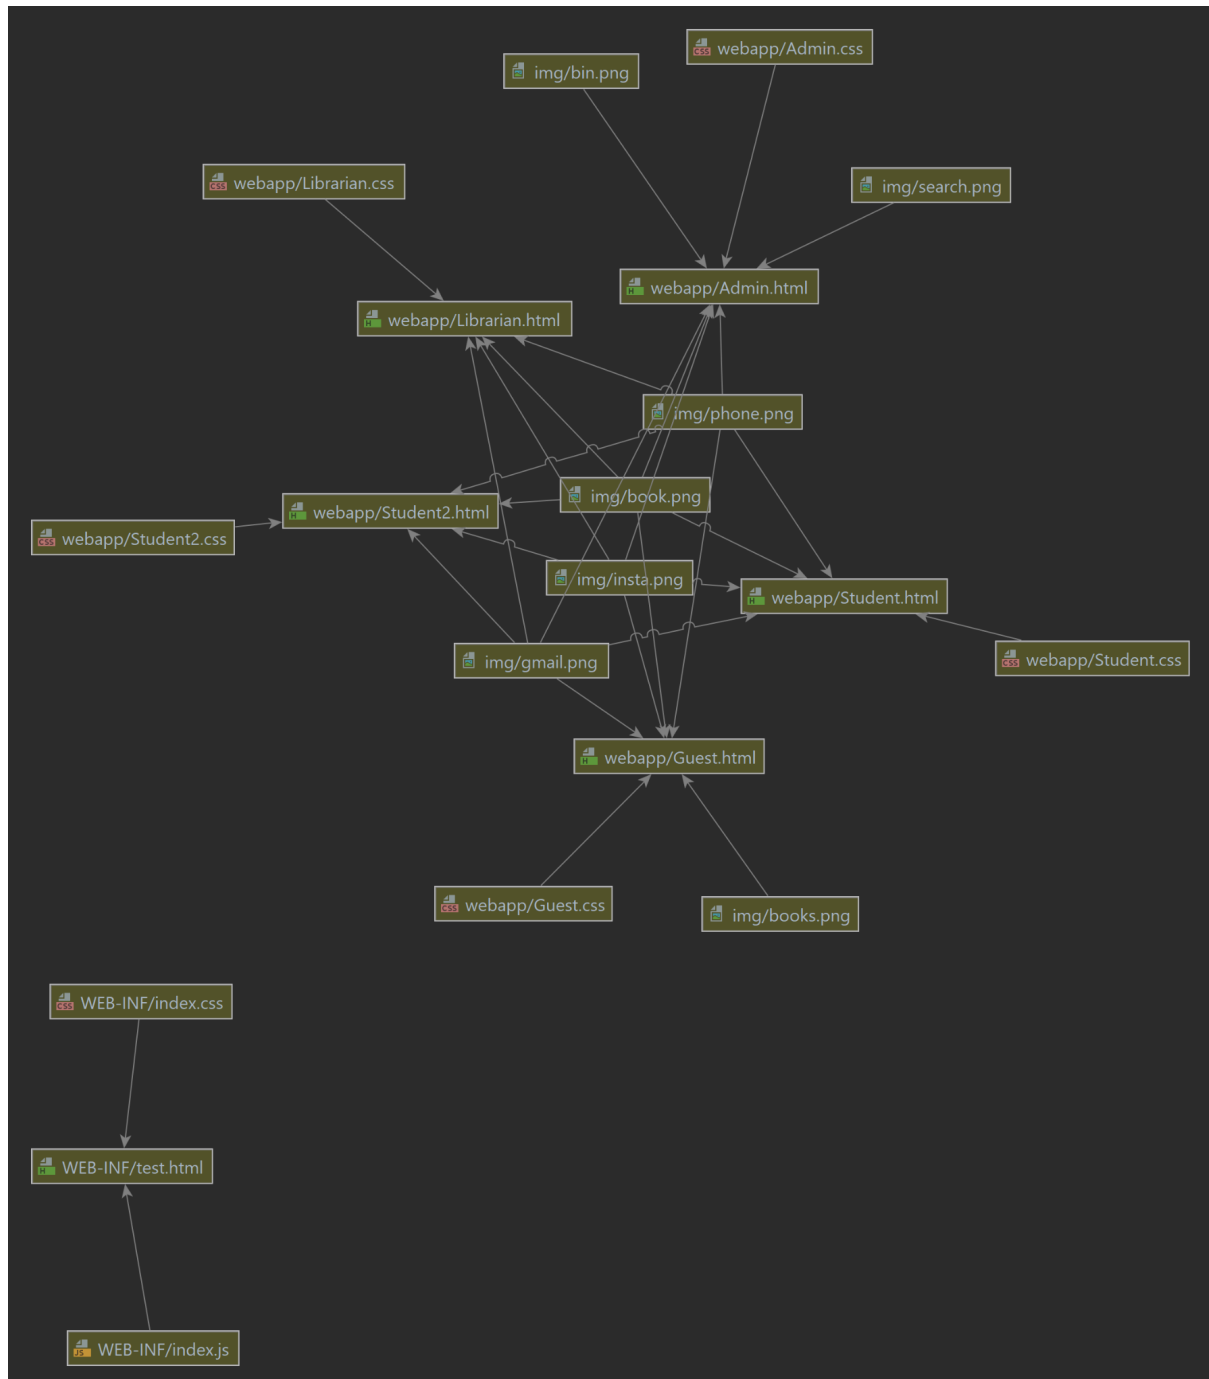 webapp/Admin.css
img/bin.png
webapp/Librarian.css
img/search.png
webapp/Admin.html
webapp/Librarian.html
img/phone.png
img/book.png
webapp/Student2.html
webapp/Student2.css
img/insta.png
webapp/Student.html
img/gmail.png
webapp/Student.css
webapp/Guest.html
webapp/Guest.css
img/books.png
CSS WEB-INF/index.css
WEB-INF/test.html
JS WEB-INF/index.js